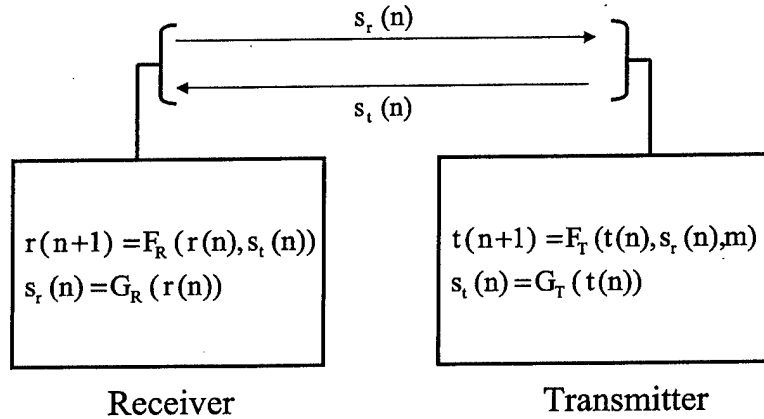 s_r(n)
s_t(n)
r(n+1)=F_R(r(n),s_t(n))
s_r(n)=G_R(r(n))
t(n+1)=F_T(t(n),s_r(n),m)
s_t(n)=G_T(t(n))
Receiver
Transmitter